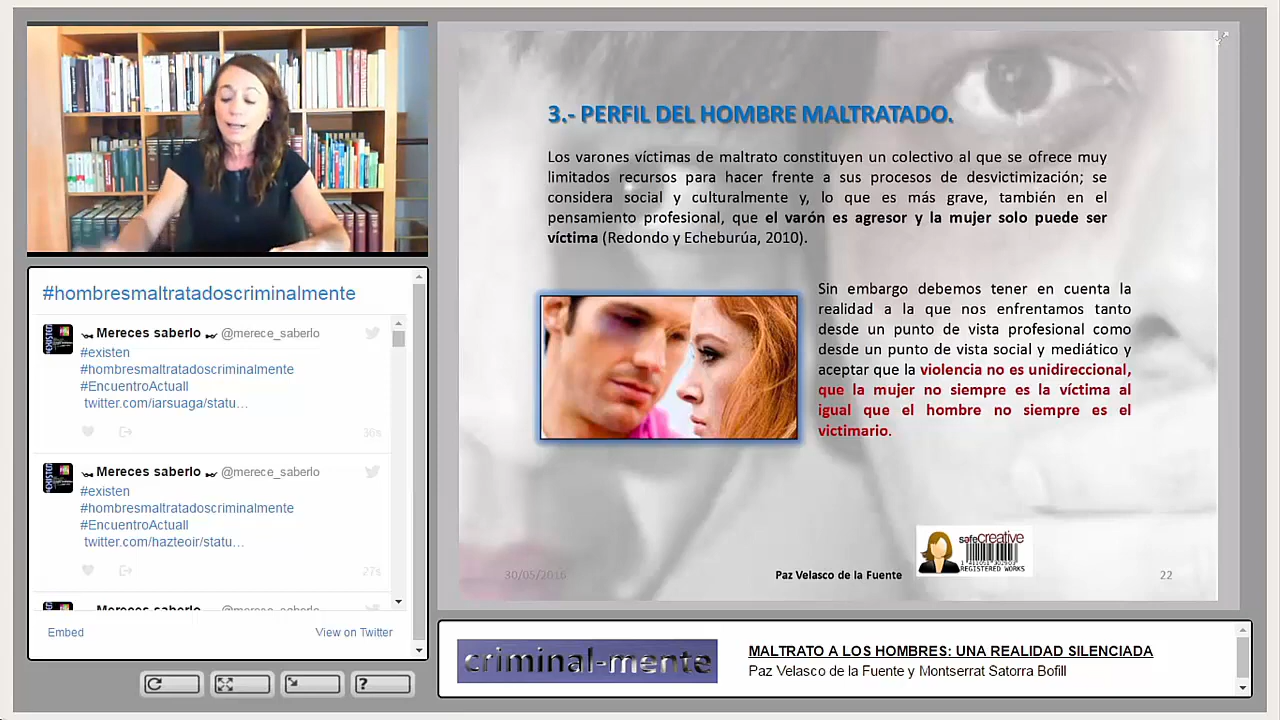 3.- PERFIL DEL HOMBRE MALTRATADO.
Los varones víctimas de maltrato constituyen un colectivo al que se ofrece muy
limitados recursos para hacer frente a sus procesos de desvictimización; se
considera social y culturalmente y, lo que es más grave, también en el
pensamiento profesional, que el varón es agresor y la mujer solo puede ser
víctima (Redondo y Echeburúa, 2010).
Sin embargo debemos tener en cuenta la
realidad a la que nos enfrentamos tanto
desde un punto de vista profesional como
desde un punto de vista social y mediático y
aceptar que la violencia no es unidireccional,
que la mujer no siempre es la víctima al
igual que el hombre no siempre es el
victimario.
safeCreative
REGISTERED WORKS
30/05/2016
Paz Velasco de la Fuente
22
#hombresmaltratadoscriminalmente
Mereces saberlo @merece_saberlo
#existen
#hombresmaltratadoscriminalmente
#EncuentroActuall
twitter.com/iarsuaga/statu…
36s
Mereces saberlo @merece_saberlo
#existen
#hombresmaltratadoscriminalmente
#EncuentroActuall
twitter.com/hazteoir/statu…
27s
Mereces saberlo @merece_saberlo
Embed
View on Twitter
?
criminal-mente
MALTRATO A LOS HOMBRES: UNA REALIDAD SILENCIADA
Paz Velasco de la Fuente y Montserrat Satorra Bofill